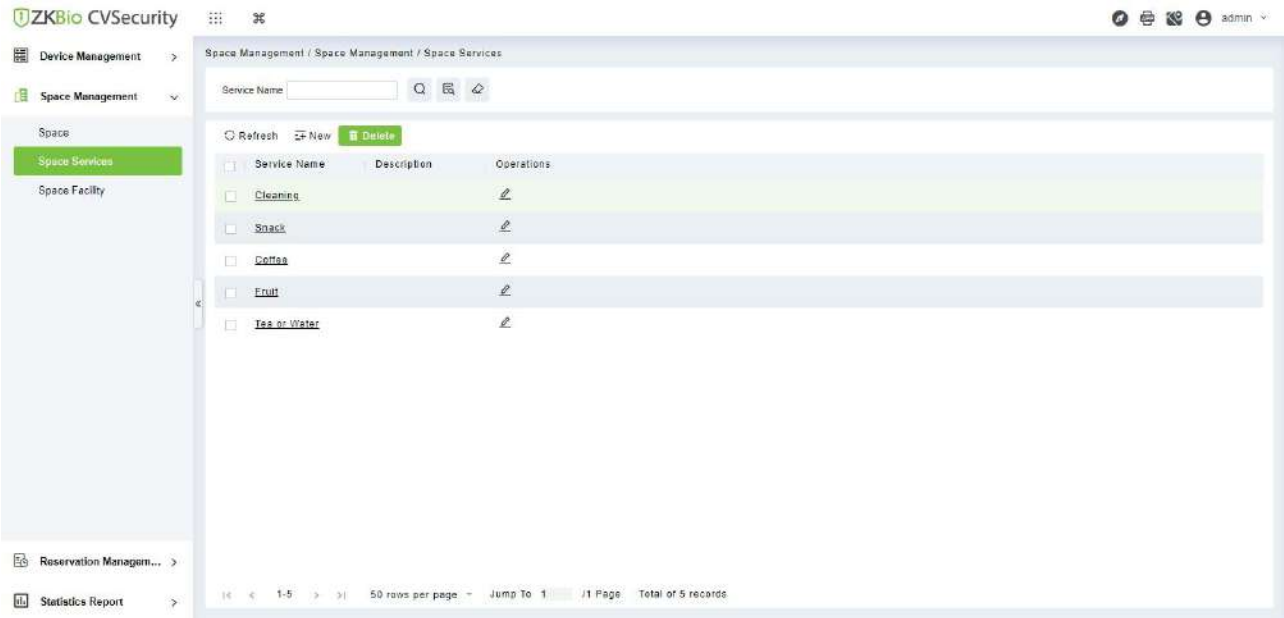 ZKBio CVSecurity
admin
Device Management
Space Management / Space Management / Space Services
Space Management
Service Name
Space
Refresh New Delete
Space Services
Service Name Description Operations
Space Facility
Cleaning
Snack
Coffee
Fruit
Tea or Water
Reservation Managem...
Statistics Report
1-5 50 rows per page Jump To 1 /1 Page Total of 5 records